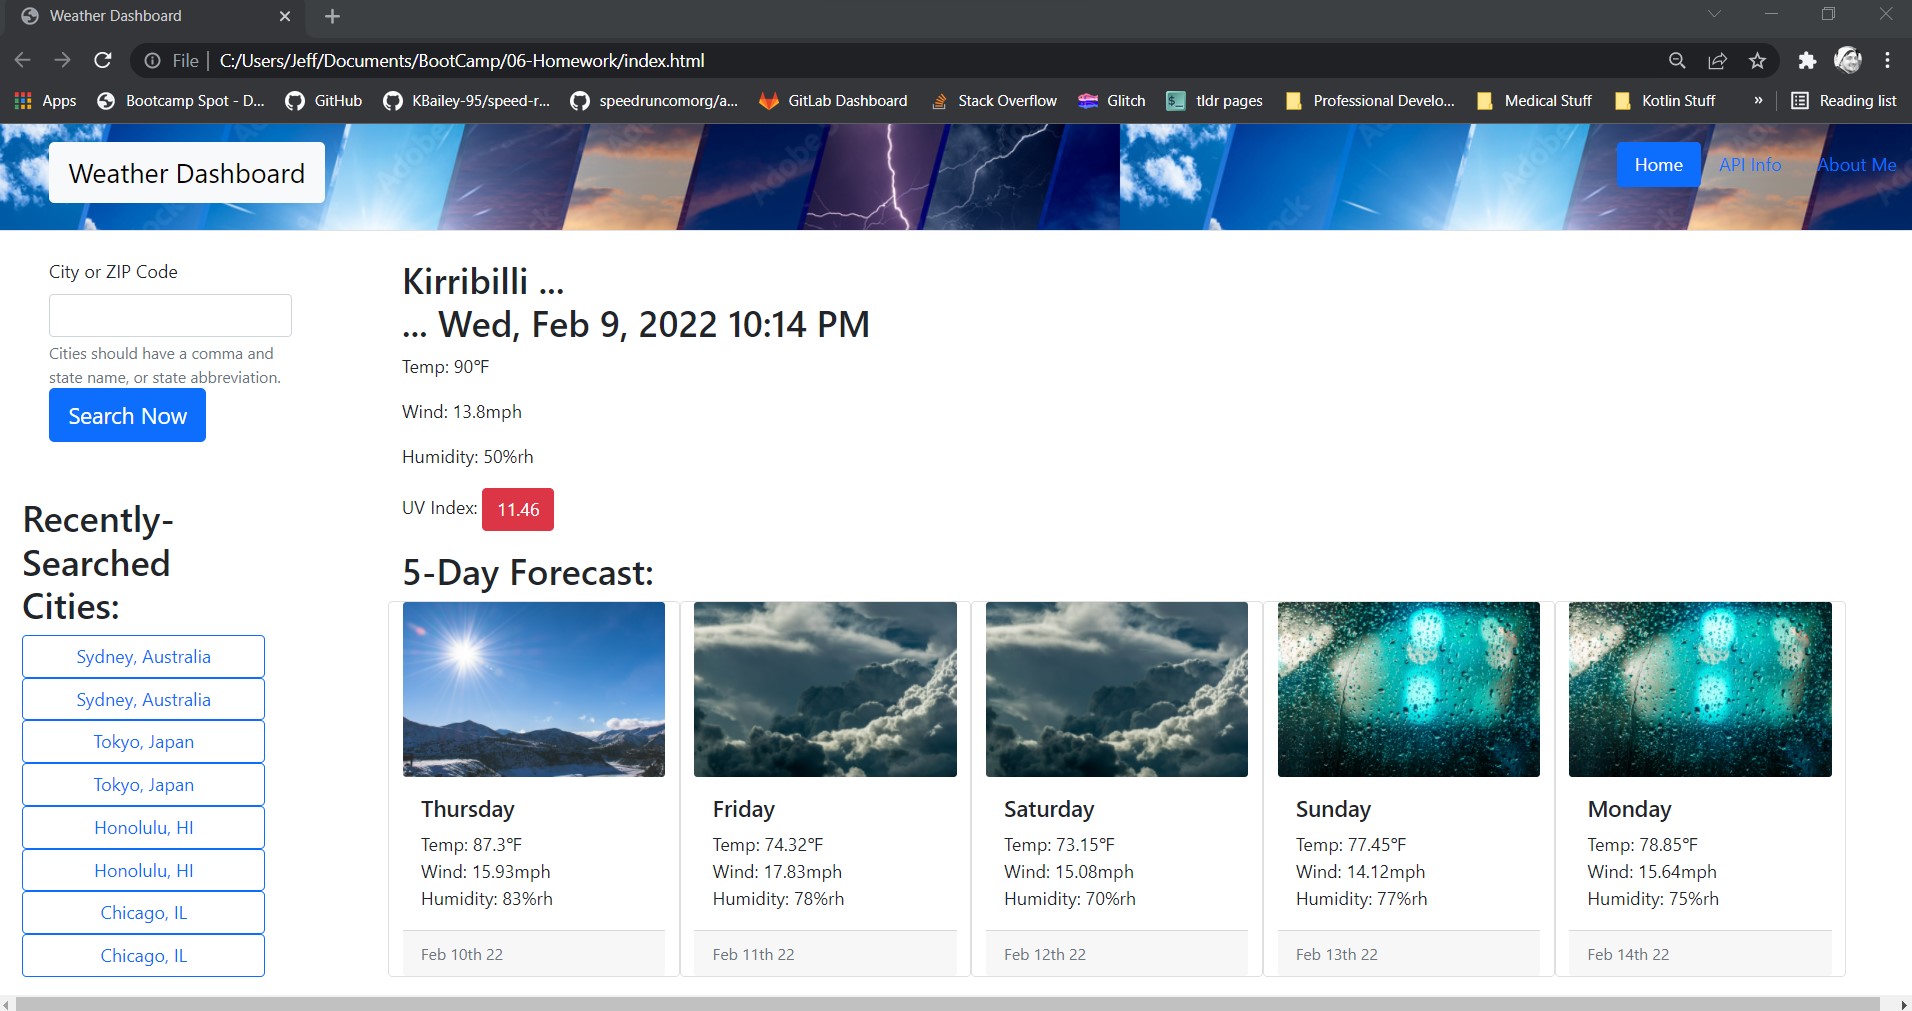 Weather Dashboard
File
C:/Users/Jeff/Documents/BootCamp/06-Homework/index.html
Apps
Bootcamp Spot - D...
GitHub
KBailey-95/speed-r...
speedruncomorg/a...
GitLab Dashboard
Stack Overflow
Glitch
tldr pages
Professional Develo...
Medical Stuff
Kotlin Stuff
»
Reading list
Weather Dashboard
Home
API Info
About Me
City or ZIP Code
Cities should have a comma and
state name, or state abbreviation.
Search Now
Recently-
Searched
Cities:
Sydney, Australia
Sydney, Australia
Tokyo, Japan
Tokyo, Japan
Honolulu, HI
Honolulu, HI
Chicago, IL
Chicago, IL
Kirribilli ...
... Wed, Feb 9, 2022 10:14 PM
Temp: 90°F
Wind: 13.8mph
Humidity: 50%rh
UV Index: 11.46
5-Day Forecast:
Thursday
Temp: 87.3°F
Wind: 15.93mph
Humidity: 83%rh
Feb 10th 22
Friday
Temp: 74.32°F
Wind: 17.83mph
Humidity: 78%rh
Feb 11th 22
Saturday
Temp: 73.15°F
Wind: 15.08mph
Humidity: 70%rh
Feb 12th 22
Sunday
Temp: 77.45°F
Wind: 14.12mph
Humidity: 77%rh
Feb 13th 22
Monday
Temp: 78.85°F
Wind: 15.64mph
Humidity: 75%rh
Feb 14th 22